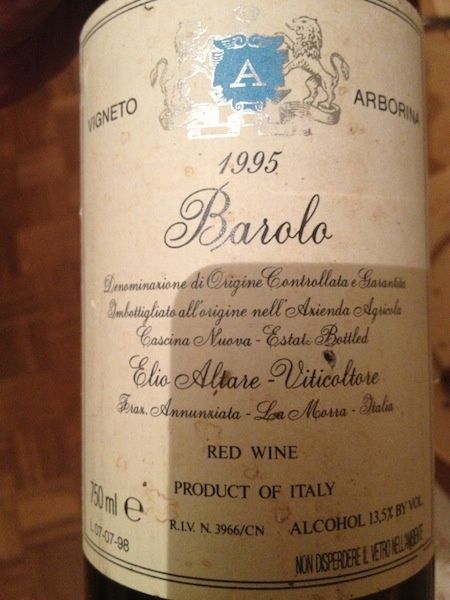 A
VIGNETO ARBORINA
1995
Barolo
Denominazione di Origine Controllata e Garantita
Imbottigliato all'origine nell'Azienda Agricola
Cascina Nuova - Estate Bottled
Elio Altare - Viticoltore
Fraz. Annunziata - La Morra - Italia
RED WINE
750 ml e PRODUCT OF ITALY
L.07-07-98 R.I.V. N. 3966/CN ALCOHOL 13,5% BY VOL.
NON DISPERDERE IL VETRO NELL'AMBIENTE